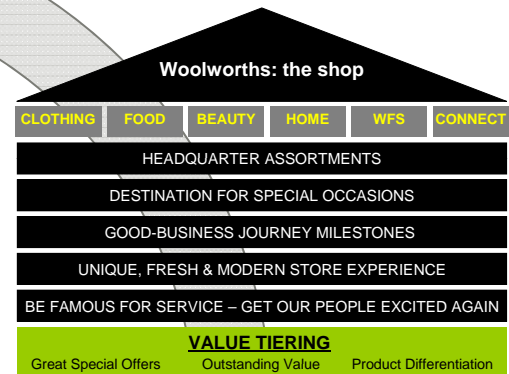 Woolworths: the shop
CLOTHING FOOD BEAUTY HOME WFS CONNECT
HEADQUARTER ASSORTMENTS
DESTINATION FOR SPECIAL OCCASIONS
GOOD-BUSINESS JOURNEY MILESTONES
UNIQUE, FRESH & MODERN STORE EXPERIENCE
BE FAMOUS FOR SERVICE – GET OUR PEOPLE EXCITED AGAIN
VALUE TIERING
Great Special Offers Outstanding Value Product Differentiation